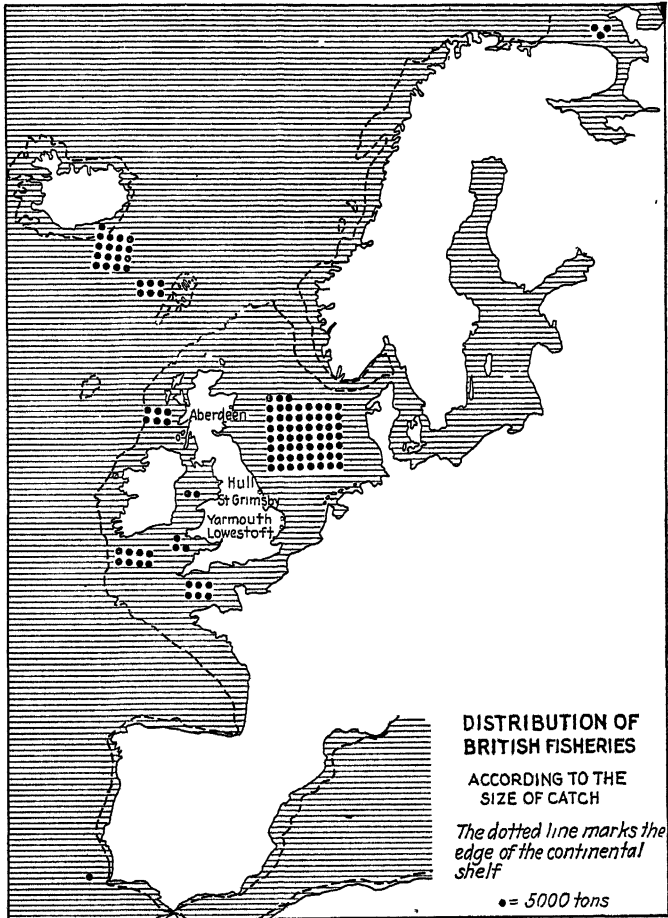 Aberdeen
Hull
St Grimsby
Yarmouth
Lowestoft
DISTRIBUTION OF
BRITISH FISHERIES
ACCORDING TO THE
SIZE OF CATCH
The dotted line marks the
edge of the continental
shelf
•= 5000 tons